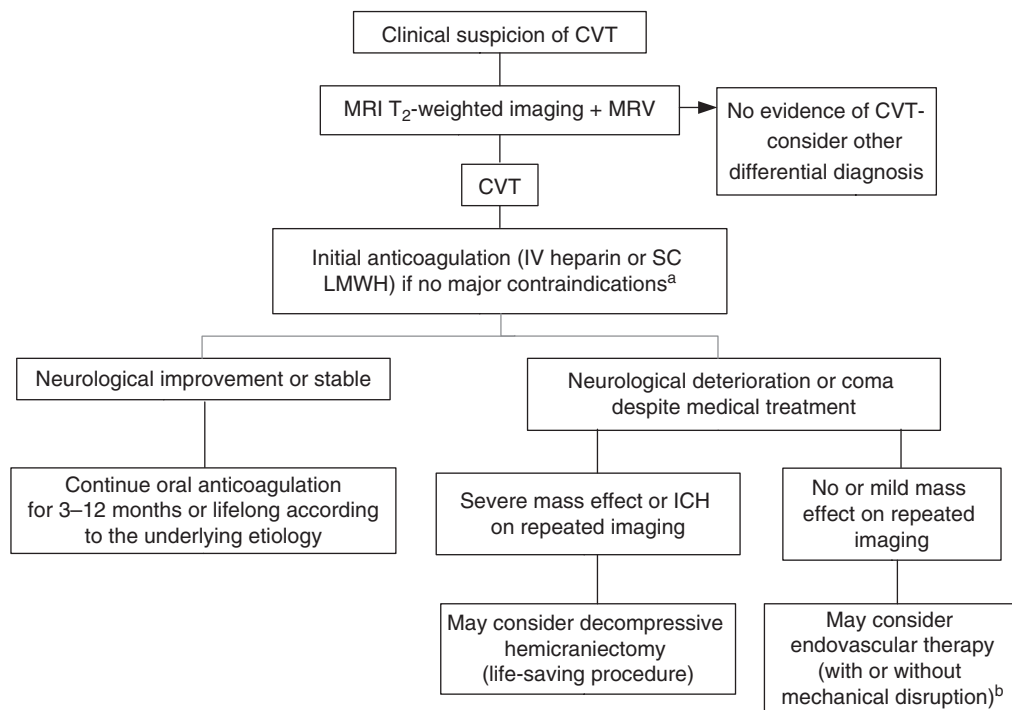 Clinical suspicion of CVT
MRI T₂-weighted imaging + MRV
No evidence of CVT-
consider other
differential diagnosis
CVT
Initial anticoagulation (IV heparin or SC
LMWH) if no major contraindicationsᵃ
Neurological improvement or stable
Neurological deterioration or coma
despite medical treatment
Continue oral anticoagulation
for 3–12 months or lifelong according
to the underlying etiology
Severe mass effect or ICH
on repeated imaging
No or mild mass
effect on repeated
imaging
May consider decompressive
hemicraniectomy
(life-saving procedure)
May consider
endovascular therapy
(with or without
mechanical disruption)ᵇ